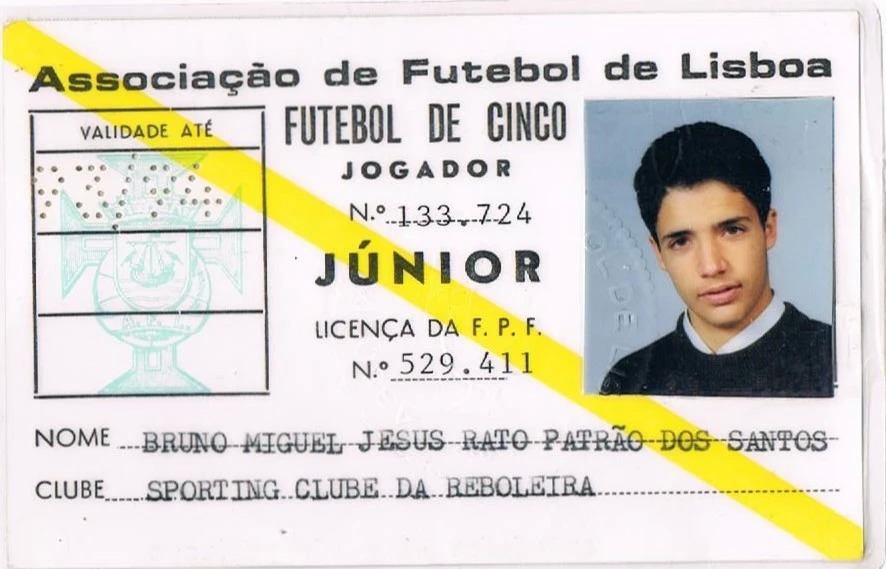 Associação de Futebol de Lisboa
VALIDADE ATÉ
FUTEBOL DE CINCO
JOGADOR
N.º 133.724
JÚNIOR
LICENÇA DA F. P. F.
N.º 529.411
A.F.L.
NOME BRUNO MIGUEL JESUS RATO PATRÃO DOS SANTOS
CLUBE SPORTING CLUBE DA REBOLEIRA